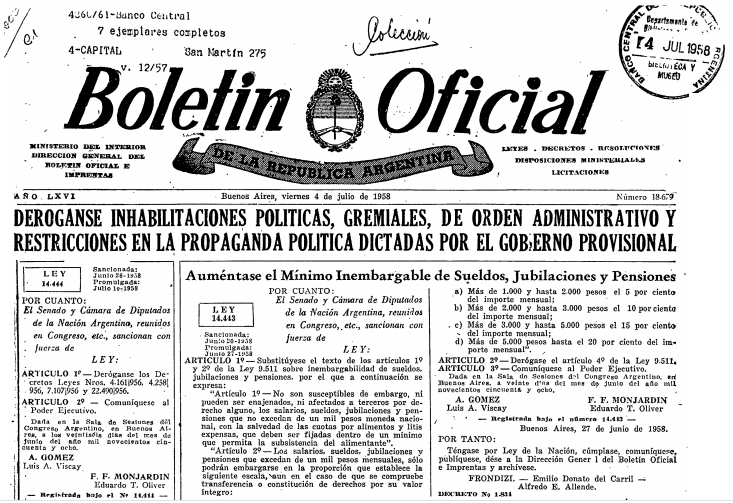 4360/61-Banco Central
7 ejemplares completos
4-CAPITAL San Martín 275
v. 12/57
Colección
BANCO CENTRAL
ARGENTINA
Departamento de
14 JUL 1958
BIBLIOTECA Y
MUSEO
Boletin Oficial
DE LA REPUBLICA ARGENTINA
MINISTERIO DEL INTERIOR
DIRECCION GENERAL DEL
BOLETIN OFICIAL E
IMPRENTAS
LEYES - DECRETOS - RESOLUCIONES
DISPOSICIONES MINISTERIALES
LICITACIONES
AÑO LXVI
Buenos Aires, viernes 4 de julio de 1958
Número 18.679
DEROGANSE INHABILITACIONES POLITICAS, GREMIALES, DE ORDEN ADMINISTRATIVO Y
RESTRICCIONES EN LA PROPAGANDA POLITICA DICTADAS POR EL GOBIERNO PROVISIONAL
LEY
14.444
Sancionada:
Junio 26-1958
Promulgada:
Julio 1o-1958
POR CUANTO:
El Senado y Cámara de Diputados
de la Nación Argentina, reunidos
en Congreso, etc., sancionan con
fuerza de
LEY:
ARTICULO 1º — Deróganse los De-
cretos Leyes Nros. 4.161|956, 4.258|
956, 7.107|956 y 22.490|956.
ARTICULO 2º — Comuníquese al
Poder Ejecutivo.
Dada en la Sala de Sesiones del
Congreso Argentino, en Buenos
Aires, a los veintiséis días del mes de
junio del año mil novecientos cin-
cuenta y ocho.
A. GOMEZ
Luis A. Viscay
F. F. MONJARDIN
Eduardo T. Oliver
— Registrada bajo el Nº 14.444 —
Auméntase el Mínimo Inembargable de Sueldos, Jubilaciones y Pensiones
LEY
14.443
Sancionada:
Junio 20-1958
Promulgada:
Junio 27-1958
POR CUANTO:
El Senado y Cámara de Diputados
de la Nación Argentina, reunidos
en Congreso, etc., sancionan con
fuerza de
LEY:
ARTICULO 1º — Substitúyese el texto de los artículos 1º
y 2º de la Ley 9.511 sobre inembargabilidad de sueldos,
jubilaciones y pensiones, por el que a continuación se
expresa:
"Artículo 1º — No son susceptibles de embargo, ni
pueden ser enajenados, ni afectados a terceros por de-
recho alguno, los salarios, sueldos, jubilaciones y pen-
siones que no excedan de un mil pesos moneda nacio-
nal, con la salvedad de las cuotas por alimentos y litis
expensas, que deben ser fijadas dentro de un mínimo
que permita la subsistencia del alimentante".
"Artículo 2º — Los salarios, sueldos, jubilaciones y
pensiones que excedan de un mil pesos mensuales, sólo
podrán embargarse en la proporción que establece la
siguiente escala, aun en el caso de que se compruebe
transferencia o constitución de derechos por su valor
íntegro:
a) Más de 1.000 y hasta 2.000 pesos el 5 por ciento
del importe mensual;
b) Más de 2.000 y hasta 3.000 pesos el 10 por ciento
del importe mensual;
c) Más de 3.000 y hasta 5.000 pesos el 15 por ciento
del importe mensual;
d) Más de 5.000 pesos hasta el 20 por ciento del im-
porte mensual".
ARTICULO 2º — Derógase el artículo 4º de la Ley 9.511.
ARTICULO 3º — Comuníquese al Poder Ejecutivo.
Dada en la Sala de Sesiones del Congreso Argentino, en
Buenos Aires, a veinte días del mes de junio del año mil
novecientos cincuenta y ocho.
A. GOMEZ
Luis A. Viscay
F. F. MONJARDIN
Eduardo T. Oliver
— Registrada bajo el número 14.443 —
Buenos Aires, 27 de junio de 1958.
POR TANTO:
Téngase por Ley de la Nación, cúmplase, comuníquese,
publíquese, dése a la Dirección General del Boletín Oficial
e Imprentas y archívese.
FRONDIZI. — Emilio Donato del Carril —
Alfredo E. Allende.
DECRETO Nº 1.834